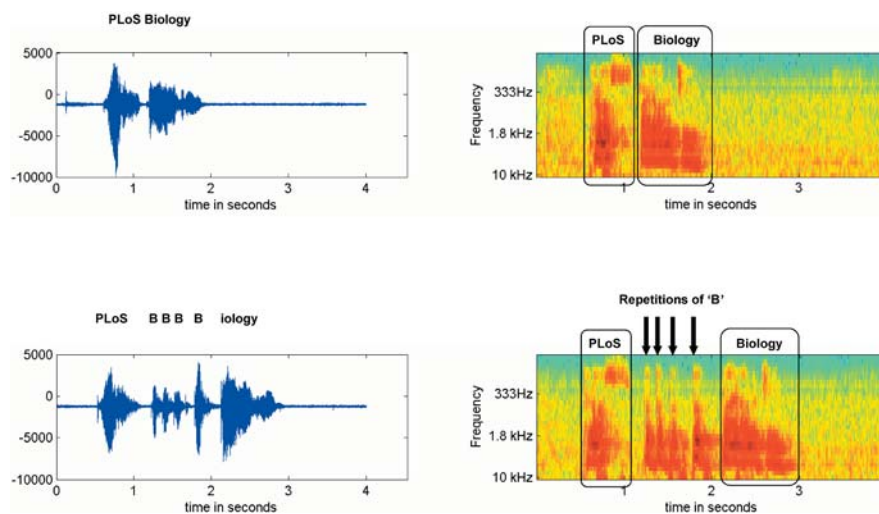 PLoS Biology
5000
0
-5000
-10000
0 1 2 3 4
time in seconds
PLoS Biology
Frequency
333Hz
1.8 kHz
10 kHz
1 2 3
time in seconds
PLoS B B B B iology
5000
0
-5000
-10000
0 1 2 3 4
time in seconds
Repetitions of ‘B’
PLoS Biology
Frequency
333Hz
1.8 kHz
10 kHz
1 2 3
time in seconds